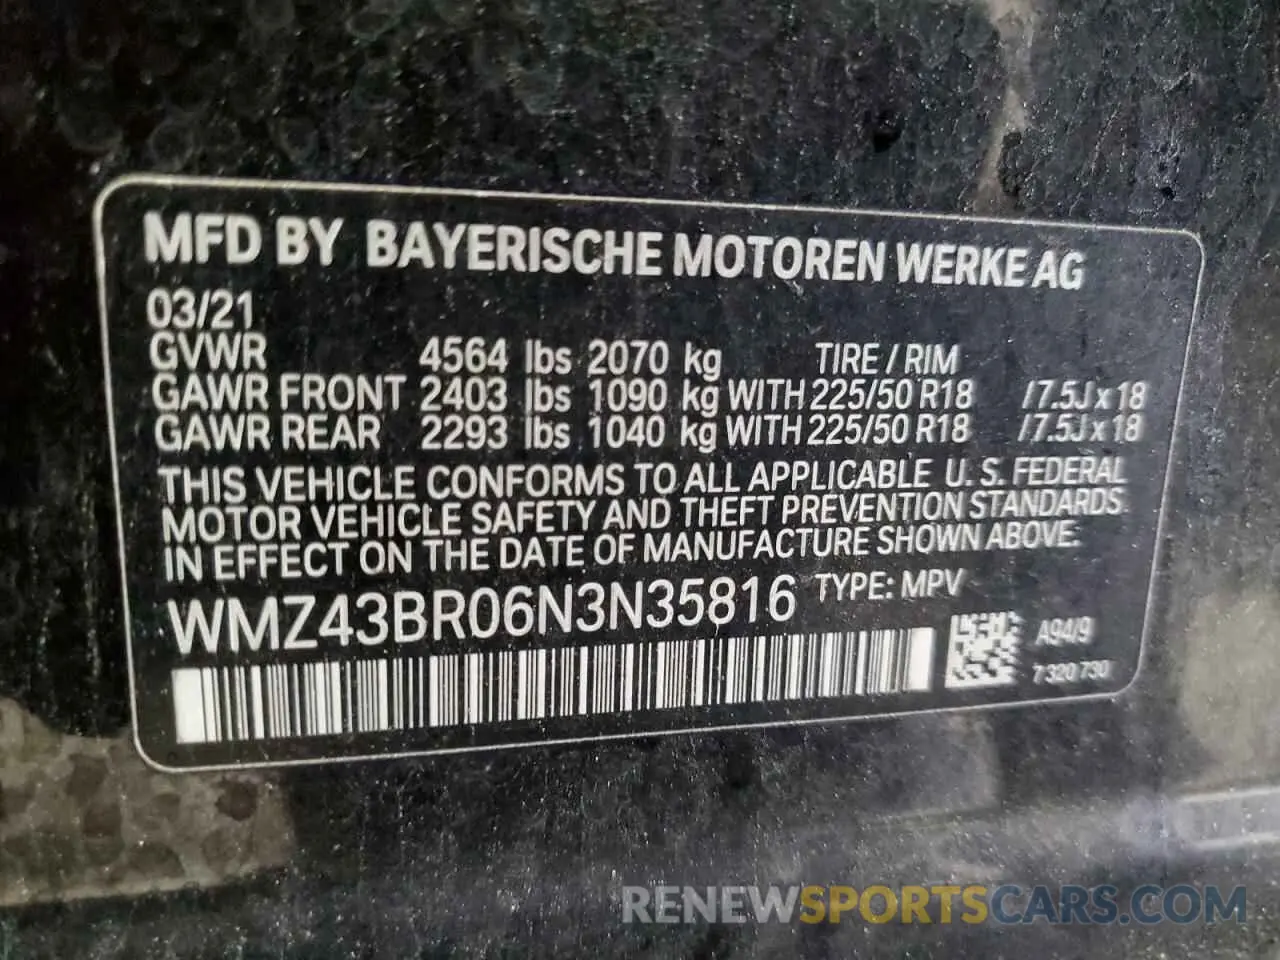 MFD BY BAYERISCHE MOTOREN WERKE AG
03/21
GVWR 4564 lbs 2070 kg TIRE / RIM
GAWR FRONT 2403 lbs 1090 kg WITH 225/50 R18 /7.5J x 18
GAWR REAR 2293 lbs 1040 kg WITH 225/50 R18 /7.5J x 18
THIS VEHICLE CONFORMS TO ALL APPLICABLE U. S. FEDERAL
MOTOR VEHICLE SAFETY AND THEFT PREVENTION STANDARDS
IN EFFECT ON THE DATE OF MANUFACTURE SHOWN ABOVE.
WMZ43BR06N3N35816 TYPE: MPV
A94/9
7 320 730
RENEWSPORTSCARS.COM